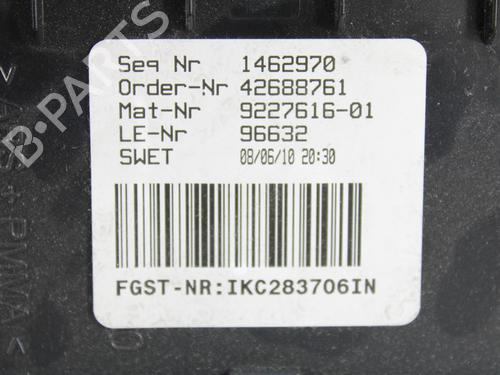 Seq Nr 1462970
Order-Nr 42688761
Mat-Nr 9227616-01
LE-Nr 96632
SWET 08/06/10 20:30
FGST-NR:IKC283706IN
B-PARTS